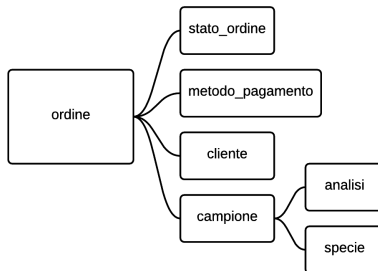 stato_ordine
metodo_pagamento
ordine
cliente
analisi
campione
specie